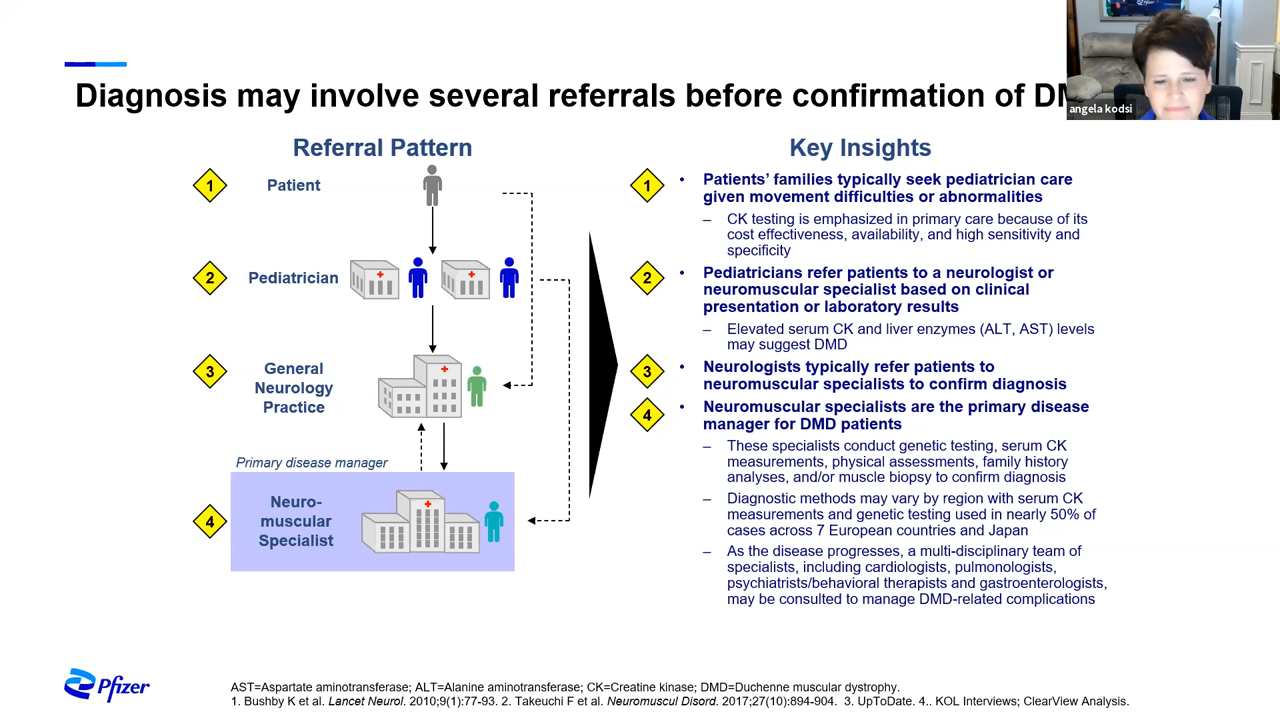 Diagnosis may involve several referrals before confirmation of
angela kodsi
Referral Pattern
1
Patient
2
Pediatrician
3
General
Neurology
Practice
Primary disease manager
4
Neuro-
muscular
Specialist
Key Insights
1
• Patients’ families typically seek pediatrician care
given movement difficulties or abnormalities
– CK testing is emphasized in primary care because of its
cost effectiveness, availability, and high sensitivity and
specificity
2
• Pediatricians refer patients to a neurologist or
neuromuscular specialist based on clinical
presentation or laboratory results
– Elevated serum CK and liver enzymes (ALT, AST) levels
may suggest DMD
3
• Neurologists typically refer patients to
neuromuscular specialists to confirm diagnosis
4
• Neuromuscular specialists are the primary disease
manager for DMD patients
– These specialists conduct genetic testing, serum CK
measurements, physical assessments, family history
analyses, and/or muscle biopsy to confirm diagnosis
– Diagnostic methods may vary by region with serum CK
measurements and genetic testing used in nearly 50% of
cases across 7 European countries and Japan
– As the disease progresses, a multi-disciplinary team of
specialists, including cardiologists, pulmonologists,
psychiatrists/behavioral therapists and gastroenterologists,
may be consulted to manage DMD-related complications
Pfizer
AST=Aspartate aminotransferase; ALT=Alanine aminotransferase; CK=Creatine kinase; DMD=Duchenne muscular dystrophy.
1. Bushby K et al. Lancet Neurol. 2010;9(1):77-93. 2. Takeuchi F et al. Neuromuscul Disord. 2017;27(10):894-904. 3. UpToDate. 4.. KOL Interviews; ClearView Analysis.